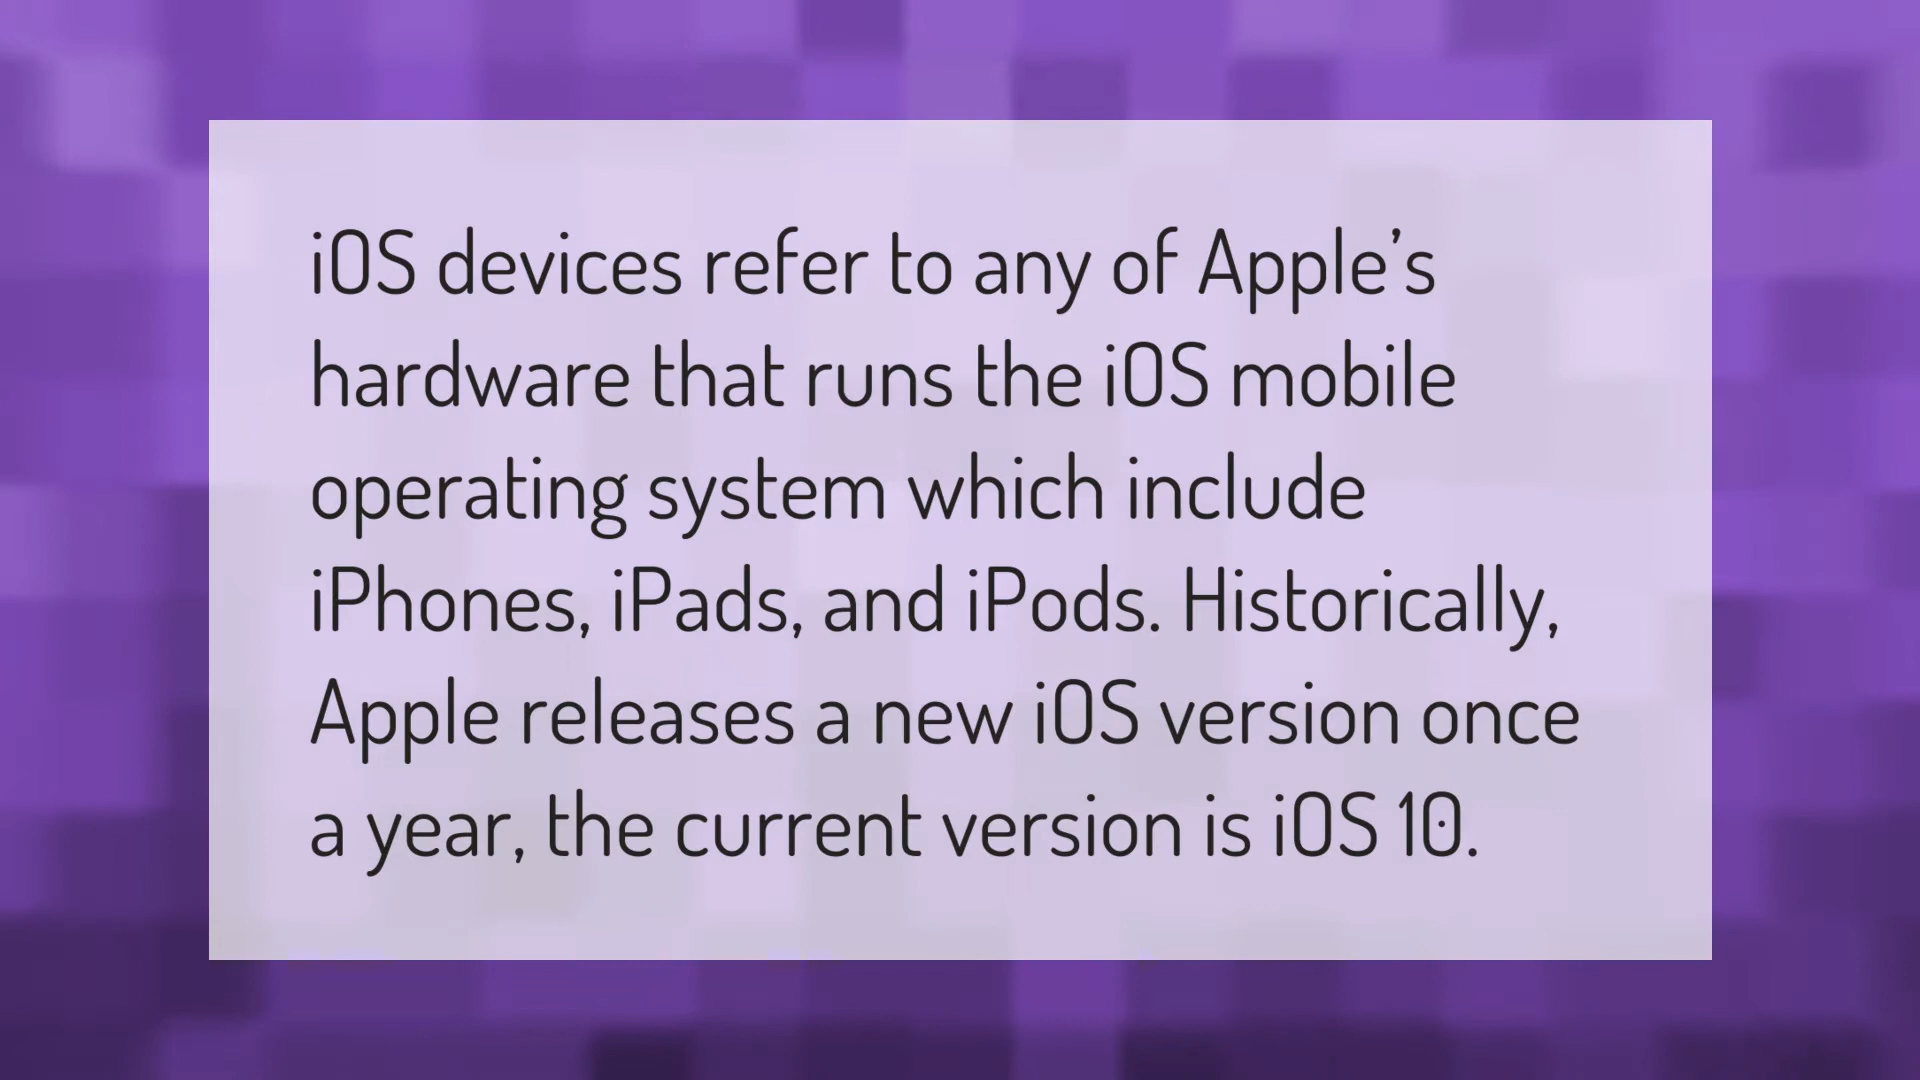 iOS devices refer to any of Apple’s
hardware that runs the iOS mobile
operating system which include
iPhones, iPads, and iPods. Historically,
Apple releases a new iOS version once
a year, the current version is iOS 10.